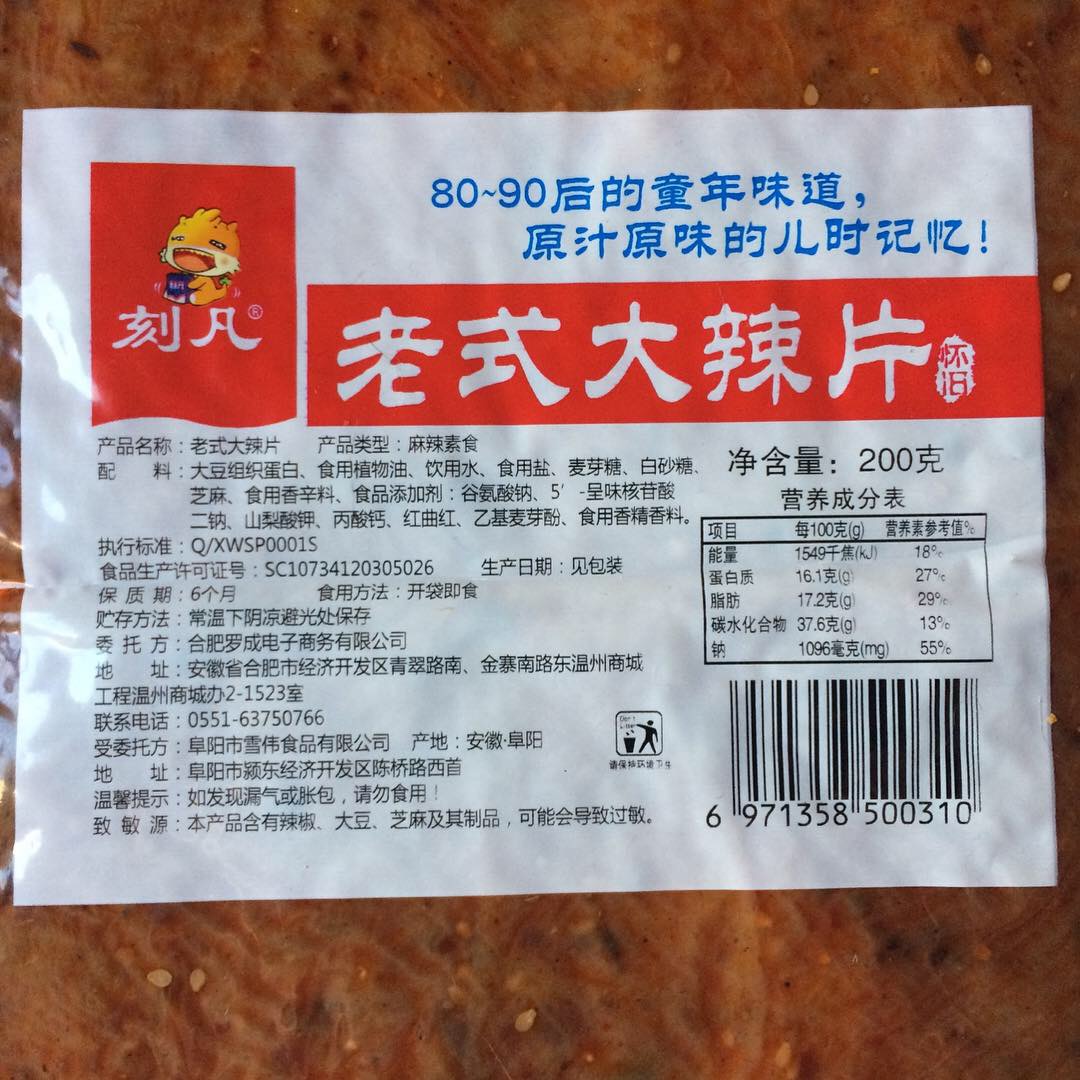 80~90后的童年味道，
原汁原味的儿时记忆！
刻凡®
老式大辣片
怀旧
产品名称：老式大辣片 产品类型：麻辣素食
配 料：大豆组织蛋白、食用植物油、饮用水、食用盐、麦芽糖、白砂糖、
芝麻、食用香辛料、食品添加剂：谷氨酸钠、5′-呈味核苷酸
二钠、山梨酸钾、丙酸钙、红曲红、乙基麦芽酚、食用香精香料。
执行标准：Q/XWSP0001S
食品生产许可证号：SC10734120305026 生产日期：见包装
保 质 期：6个月 食用方法：开袋即食
贮存方法：常温下阴凉避光处保存
委 托 方：合肥罗成电子商务有限公司
地 址：安徽省合肥市经济开发区青翠路南、金寨南路东温州商城
工程温州商城办2-1523室
联系电话：0551-63750766
受委托方：阜阳市雪伟食品有限公司 产地：安徽·阜阳
地 址：阜阳市颍东经济开发区陈桥路西首
温馨提示：如发现漏气或胀包，请勿食用！
致 敏 源：本产品含有辣椒、大豆、芝麻及其制品，可能会导致过敏。
净含量：200克
营养成分表
项目 每100克(g) 营养素参考值%
能量 1549千焦(kJ) 18%
蛋白质 16.1克(g) 27%
脂肪 17.2克(g) 29%
碳水化合物 37.6克(g) 13%
钠 1096毫克(mg) 55%
Don't
Litter
请保持环境卫生
6 971358 500310